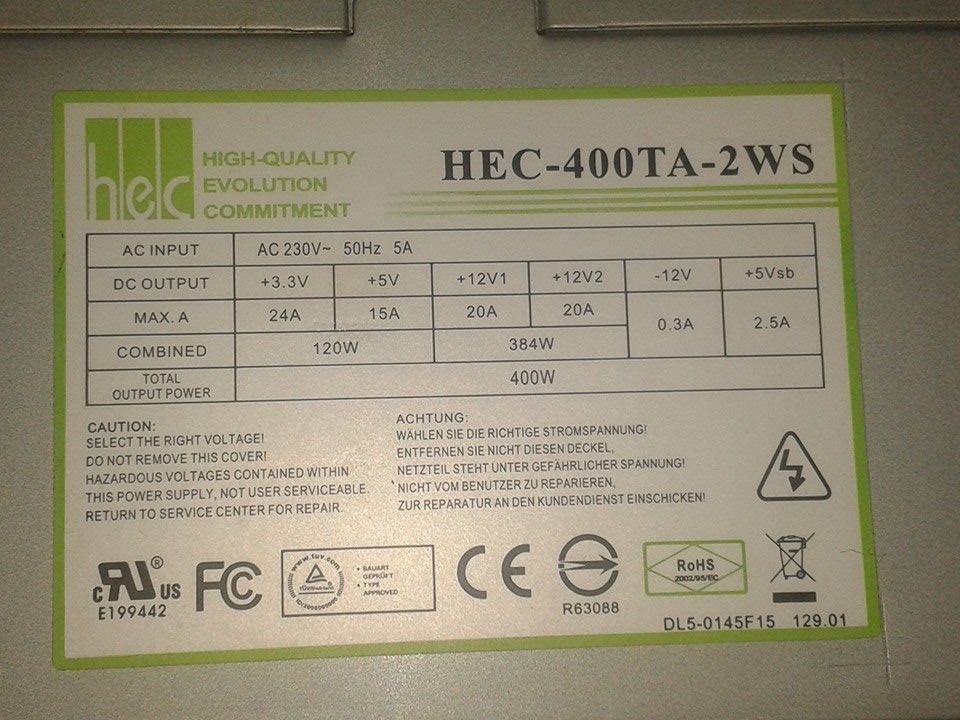 hec
HIGH-QUALITY
EVOLUTION
COMMITMENT
HEC-400TA-2WS
AC INPUT AC 230V~ 50Hz 5A
DC OUTPUT +3.3V +5V +12V1 +12V2 -12V +5Vsb
MAX. A 24A 15A 20A 20A 0.3A 2.5A
COMBINED 120W 384W
TOTAL
OUTPUT POWER 400W
CAUTION:
SELECT THE RIGHT VOLTAGE!
DO NOT REMOVE THIS COVER!
HAZARDOUS VOLTAGES CONTAINED WITHIN
THIS POWER SUPPLY, NOT USER SERVICEABLE.
RETURN TO SERVICE CENTER FOR REPAIR.
ACHTUNG:
WÄHLEN SIE DIE RICHTIGE STROMSPANNUNG!
ENTFERNEN SIE NICHT DIESEN DECKEL,
NETZTEIL STEHT UNTER GEFÄHRLICHER SPANNUNG!
NICHT VOM BENUTZER ZU REPARIEREN,
ZUR REPARATUR AN DEN KUNDENDIENST EINSCHICKEN!
c RU ® US
E199442
FC
www.tuv.com
• BAUART
GEPRÜFT
• TYPE
APPROVED
CE
R63088
RoHS
2002/95/EC
DL5-0145F15 129.01